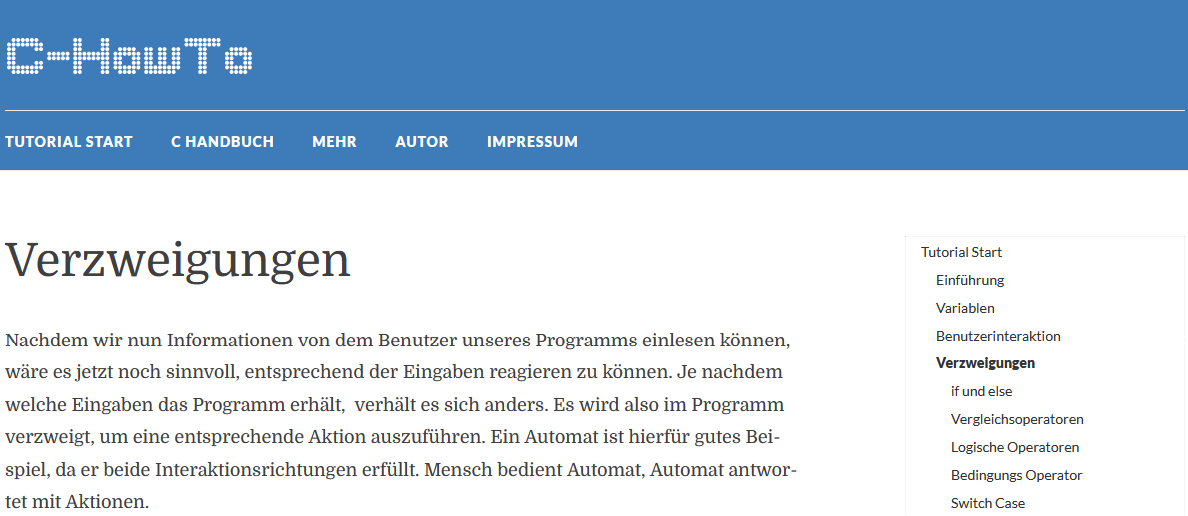 C-HowTo
TUTORIAL START C HANDBUCH MEHR AUTOR IMPRESSUM
Verzweigungen
Nachdem wir nun Informationen von dem Benutzer unseres Programms einlesen können,
wäre es jetzt noch sinnvoll, entsprechend der Eingaben reagieren zu können. Je nachdem
welche Eingaben das Programm erhält,  verhält es sich anders. Es wird also im Programm
verzweigt, um eine entsprechende Aktion auszuführen. Ein Automat ist hierfür gutes Bei-
spiel, da er beide Interaktionsrichtungen erfüllt. Mensch bedient Automat, Automat antwor-
tet mit Aktionen.
Tutorial Start
Einführung
Variablen
Benutzerinteraktion
Verzweigungen
if und else
Vergleichsoperatoren
Logische Operatoren
Bedingungs Operator
Switch Case